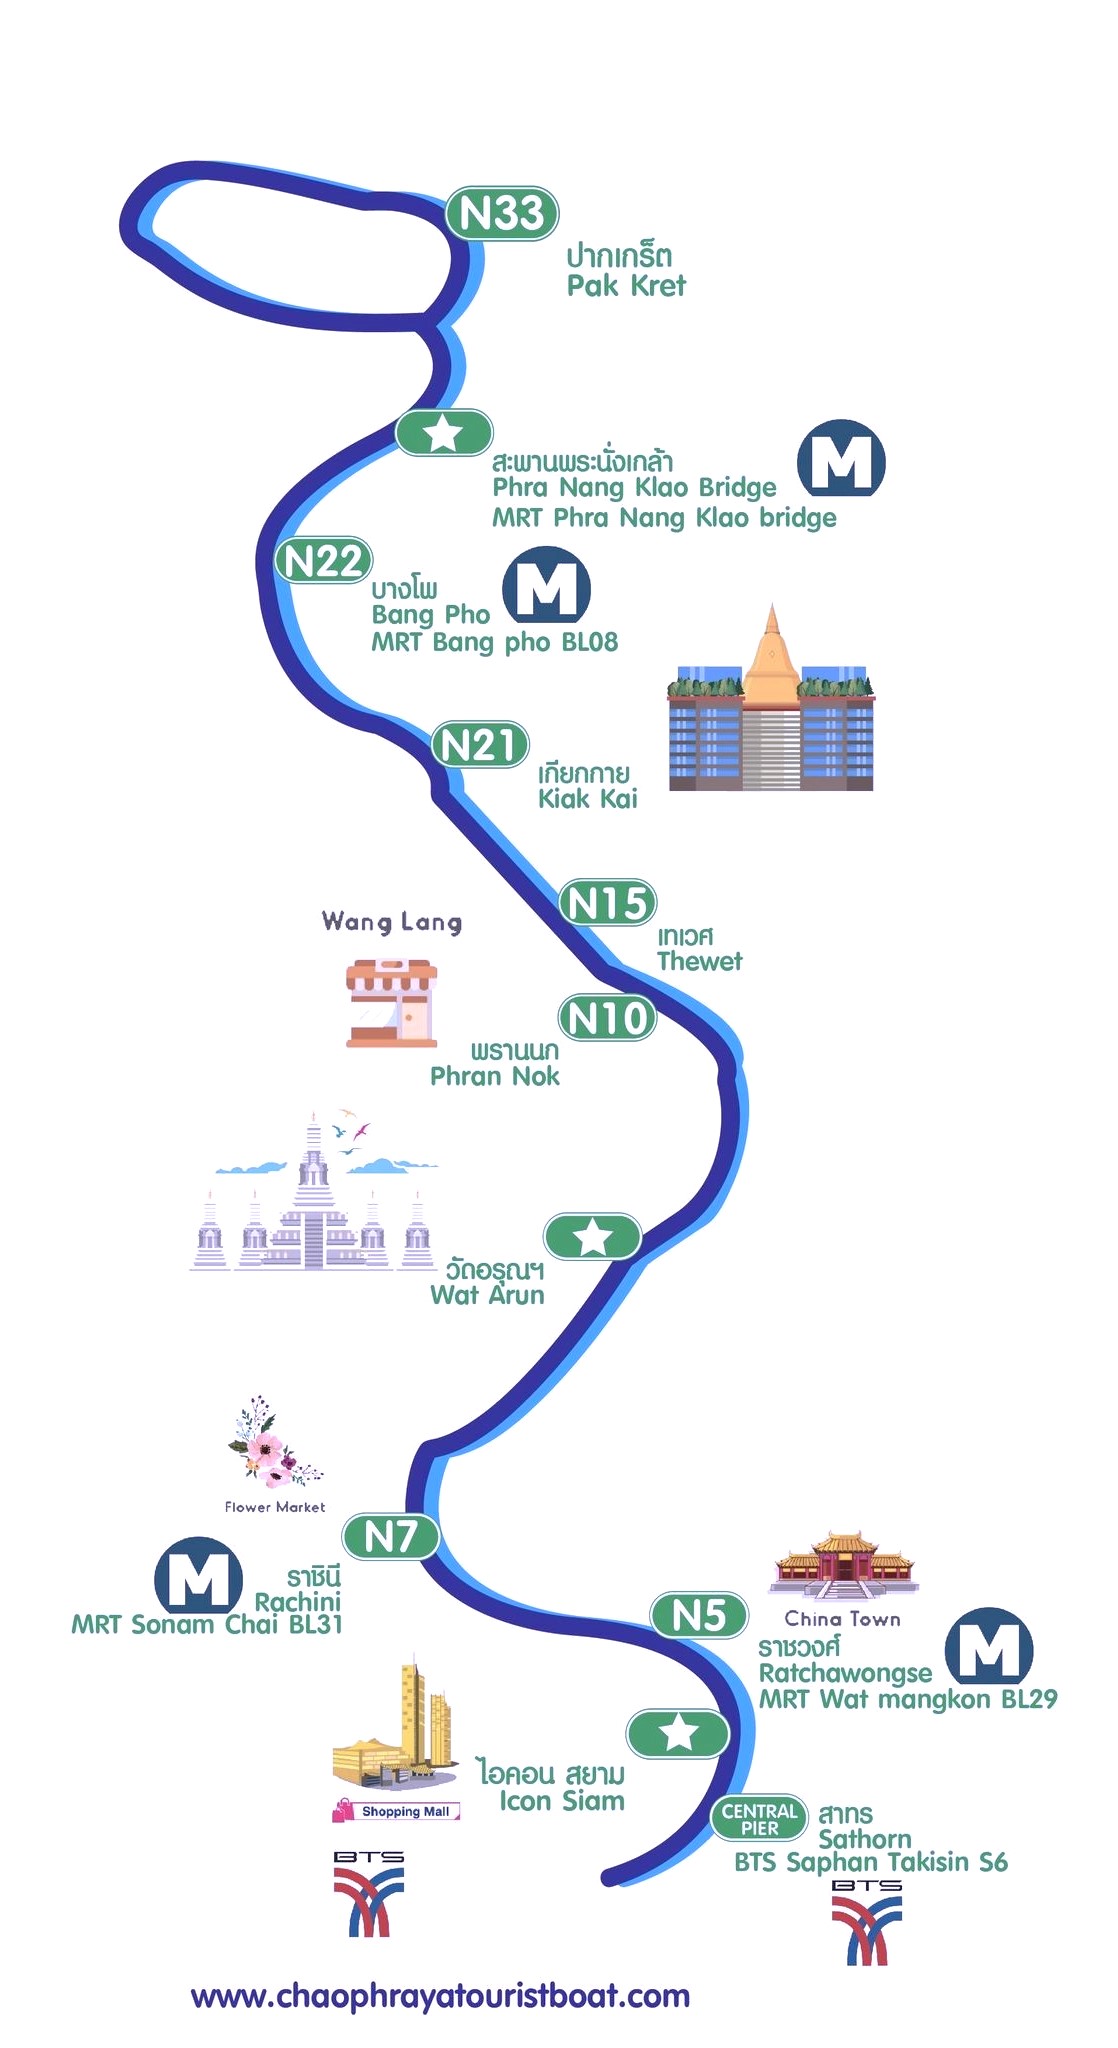 N33
ปากเกร็ต
Pak Kret
สะพานพระนั่งเกล้า
Phra Nang Klao Bridge
MRT Phra Nang Klao bridge
M
N22
บางโพ
Bang Pho
MRT Bang pho BL08
M
N21
เกียกกาย
Kiak Kai
N15
เทเวศ
Thewet
Wang Lang
N10
พรานนก
Phran Nok
วัดอรุณฯ
Wat Arun
Flower Market
N7
M
ราชินี
Rachini
MRT Sonam Chai BL31
N5
China Town
ราชวงศ์
Ratchawongse
MRT Wat mangkon BL29
M
ไอคอน สยาม
Icon Siam
Shopping Mall
CENTRAL
PIER
สาทร
Sathorn
BTS Saphan Takisin S6
BTS
BTS
www.chaophrayatouristboat.com